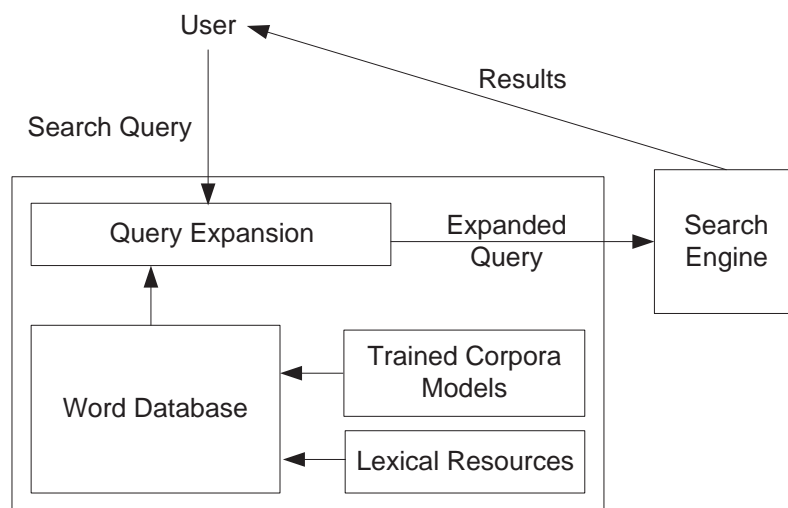 User
Results
Search Query
Query Expansion
Expanded
Query
Search
Engine
Word Database
Trained Corpora
Models
Lexical Resources